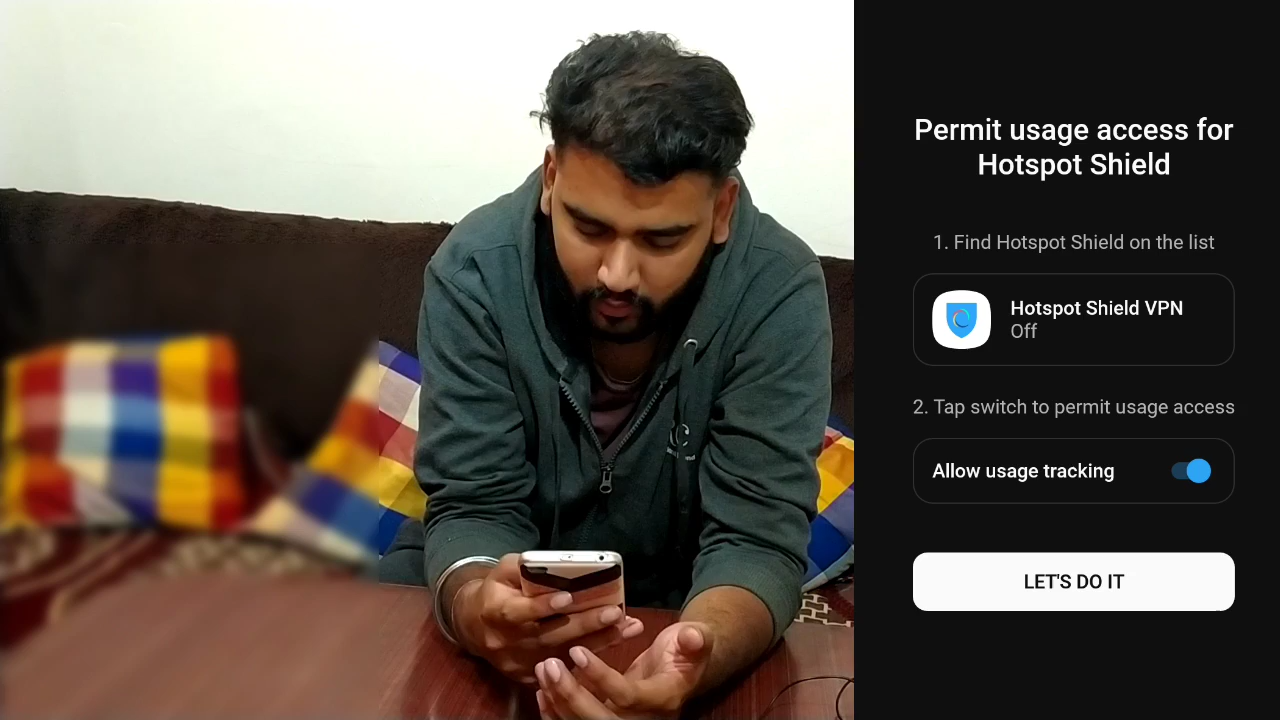 Permit usage access for
Hotspot Shield
1. Find Hotspot Shield on the list
Hotspot Shield VPN
Off
2. Tap switch to permit usage access
Allow usage tracking
LET'S DO IT